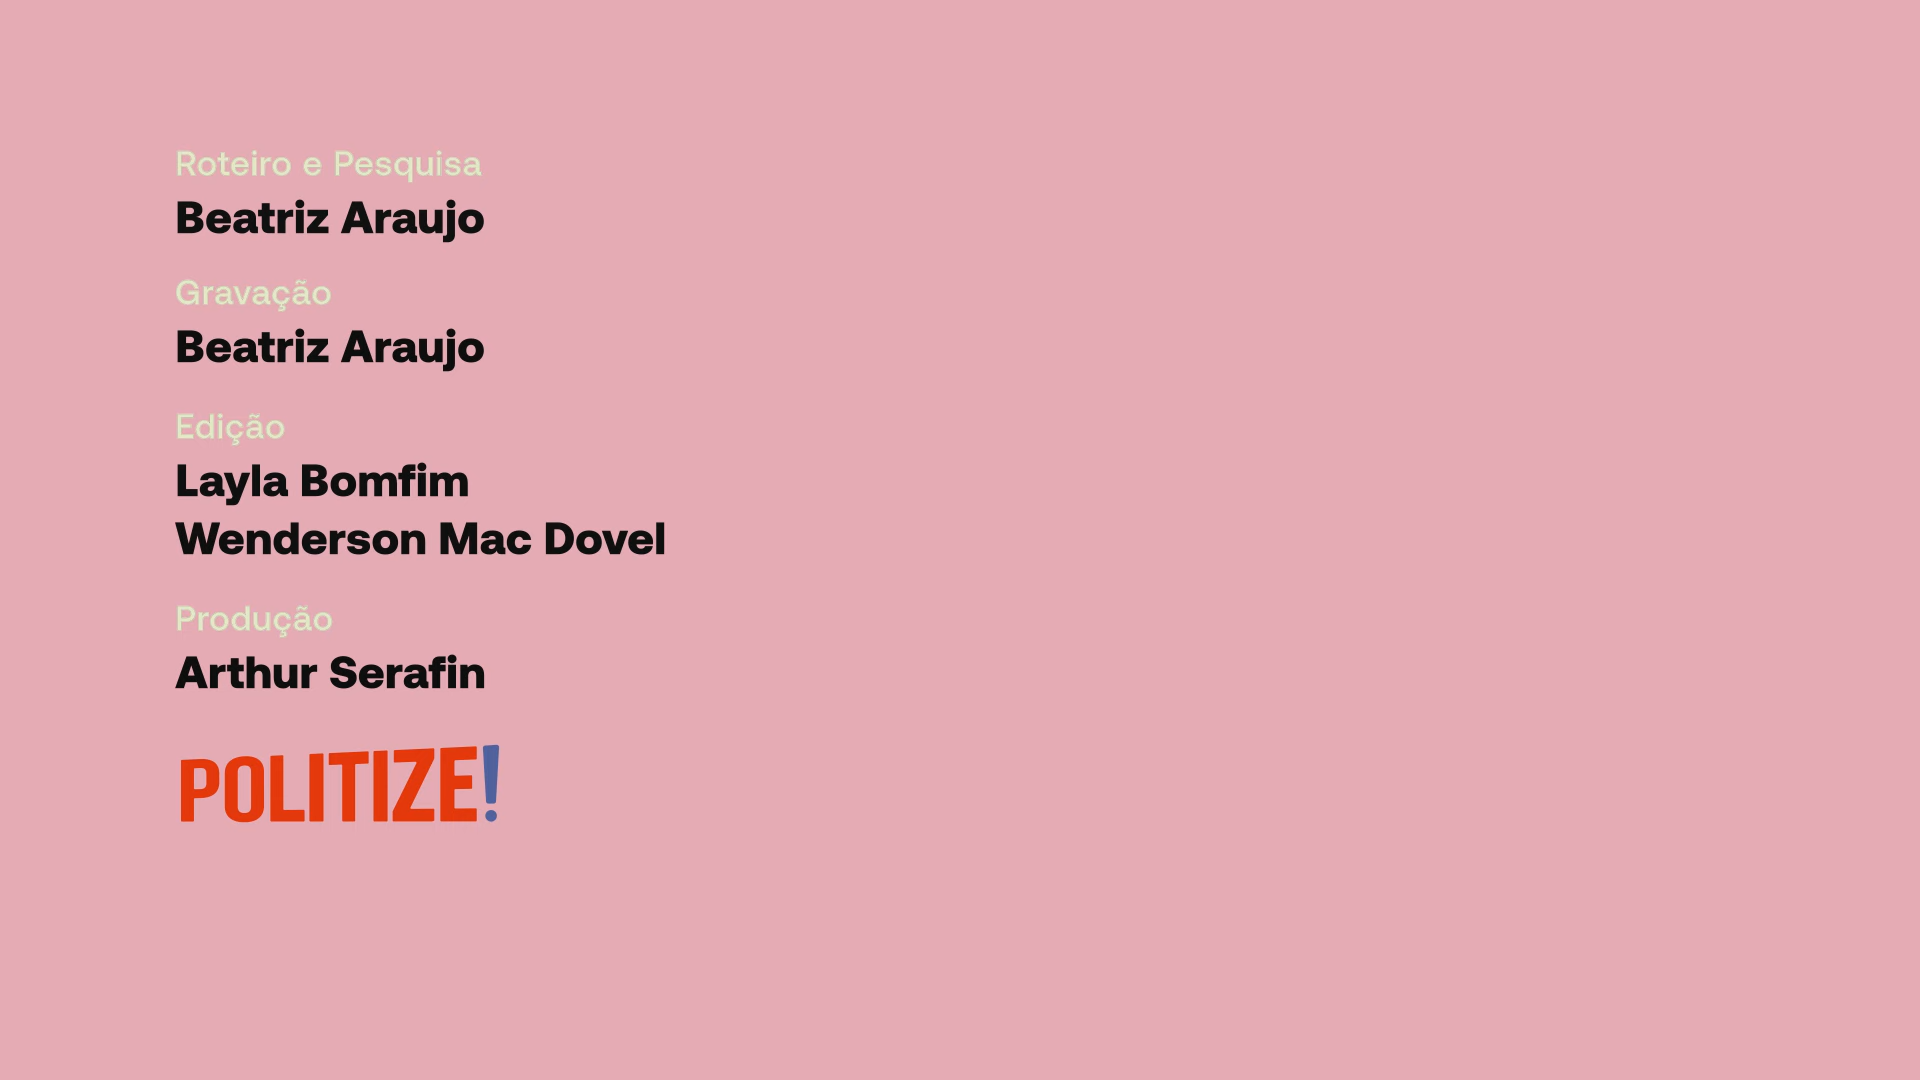 Roteiro e Pesquisa
Beatriz Araujo
Gravação
Beatriz Araujo
Edição
Layla Bomfim
Wenderson Mac Dovel
Produção
Arthur Serafin
POLITIZE!